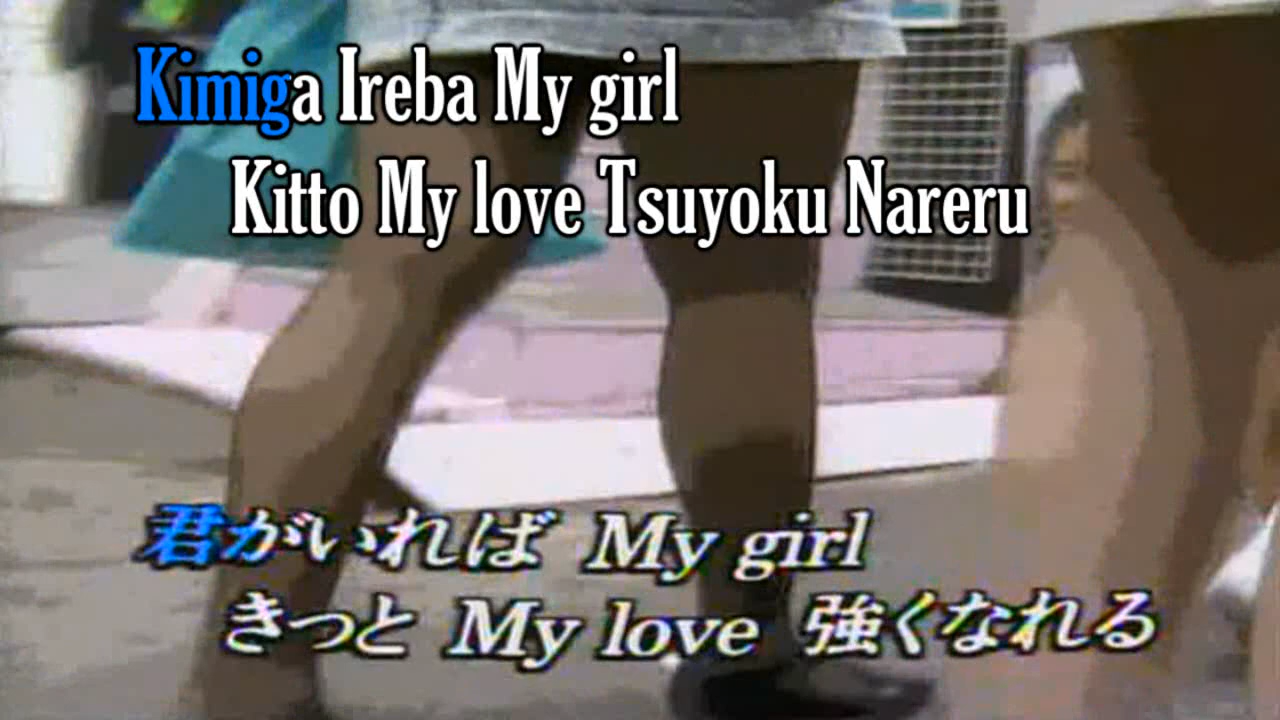 Kimiga Ireba My girl
Kitto My love Tsuyoku Nareru
君がいれば My girl
きっと My love 強くなれる